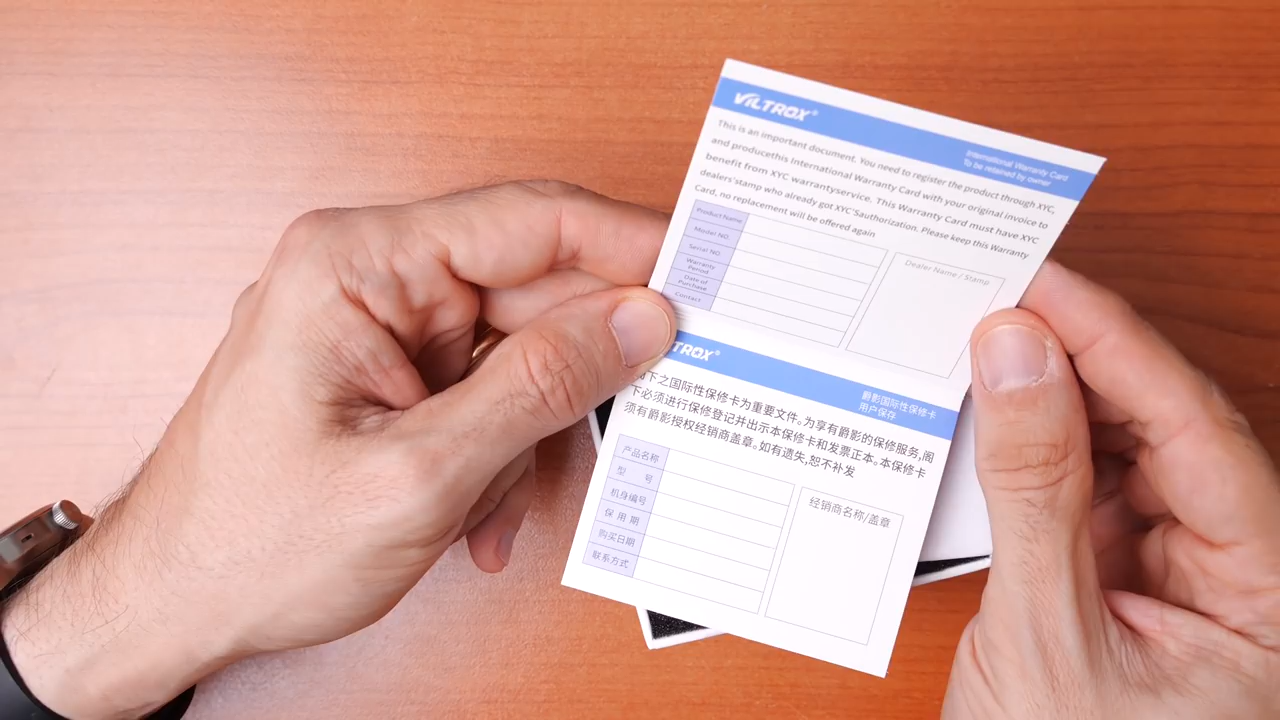 VILTROX®
International Warranty Card
To be retained by owner
This is an important document. You need to register the product through XYC,
and producethis International Warranty Card with your original invoice to
benefit from XYC warrantyservice. This Warranty Card must have XYC
dealers'stamp who already got XYC'Sauthorization. Please keep this Warranty
Card, no replacement will be offered again
Product Name
Model NO.
Serial NO.
Warranty
Period
Date of
Purchase
Contact
Dealer Name / Stamp
TROX®
爵影国际性保修卡
用户保存
下之国际性保修卡为重要文件。为享有爵影的保修服务,阁
下必须进行保修登记并出示本保修卡和发票正本。本保修卡
须有爵影授权经销商盖章。如有遗失,恕不补发
产品名称
型 号
机身编号
保 用 期
购买日期
联系方式
经销商名称/盖章